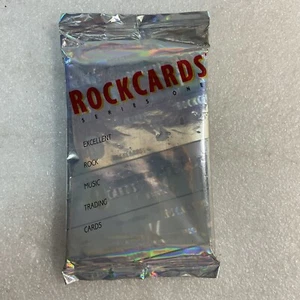 ROCKCARDS
SERIES ONE
EXCELLENT
ROCK
MUSIC
TRADING
CARDS